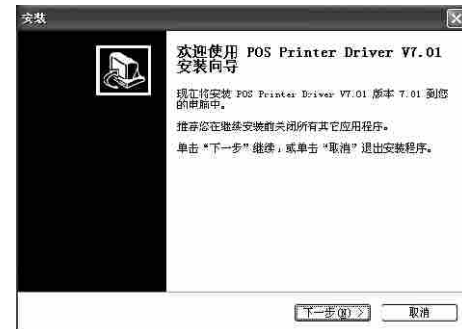 安装
欢迎使用 POS Printer Driver V7.01
安装向导
现在将安装 POS Printer Driver V7.01 版本 7.01 到您
的电脑中。
推荐您在继续安装前关闭所有其它应用程序。
单击“下一步”继续，或单击“取消”退出安装程序。
下一步(N) >
取消